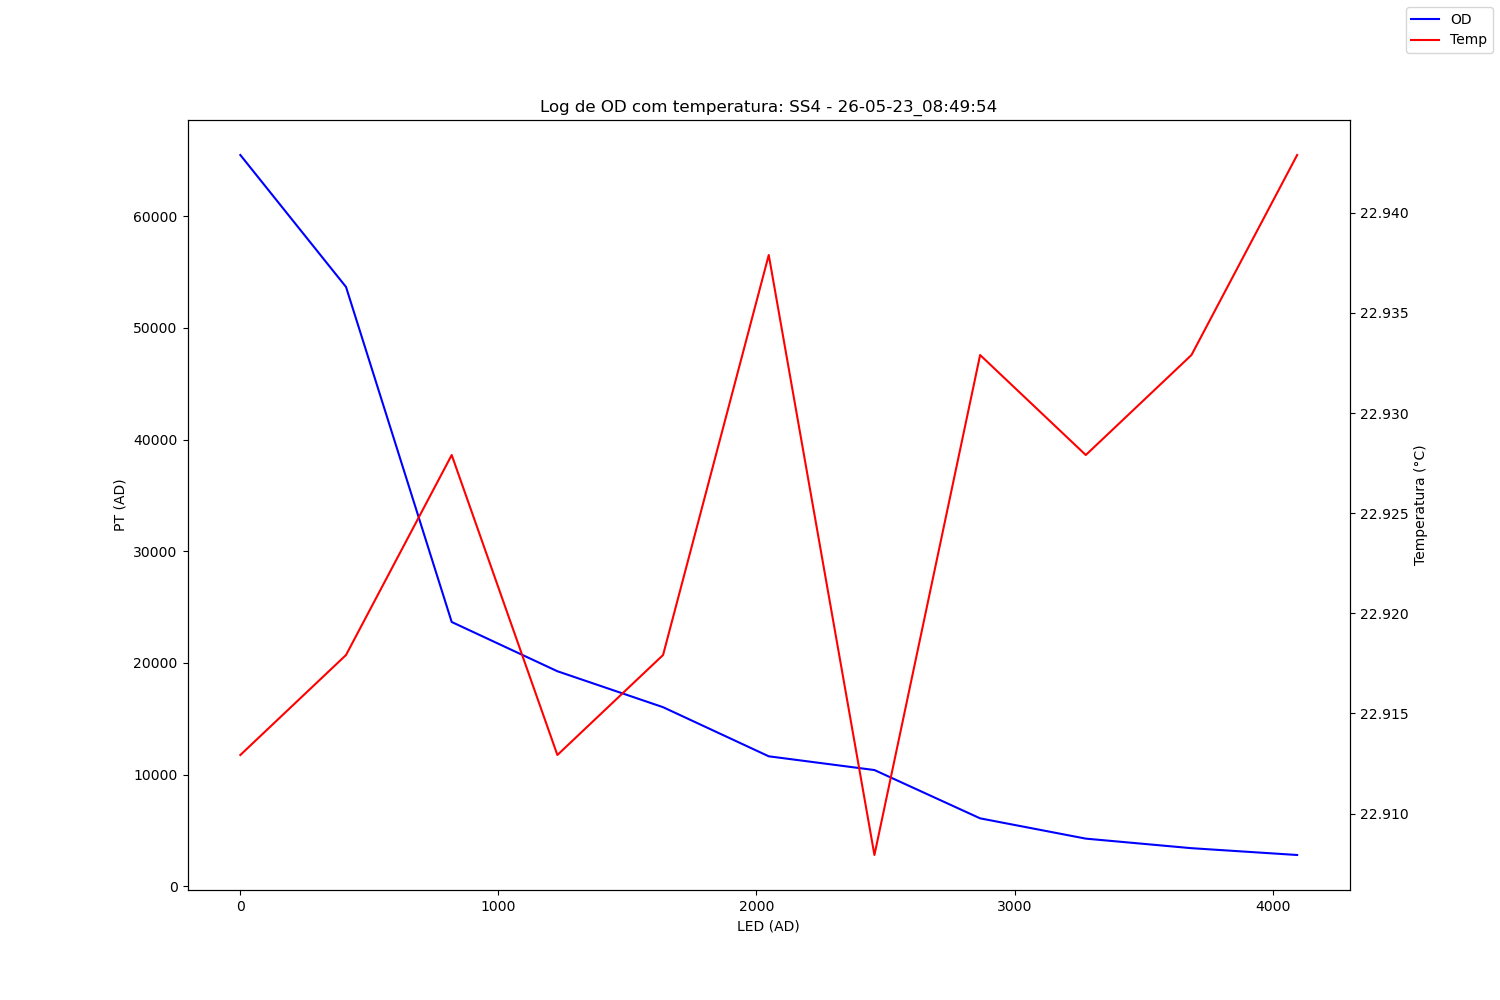 OD
Temp
Log de OD com temperatura: SS4 - 26-05-23_08:49:54
60000
50000
40000
30000
20000
10000
0
PT (AD)
22.940
22.935
22.930
22.925
22.920
22.915
22.910
Temperatura (°C)
0 1000 2000 3000 4000
LED (AD)